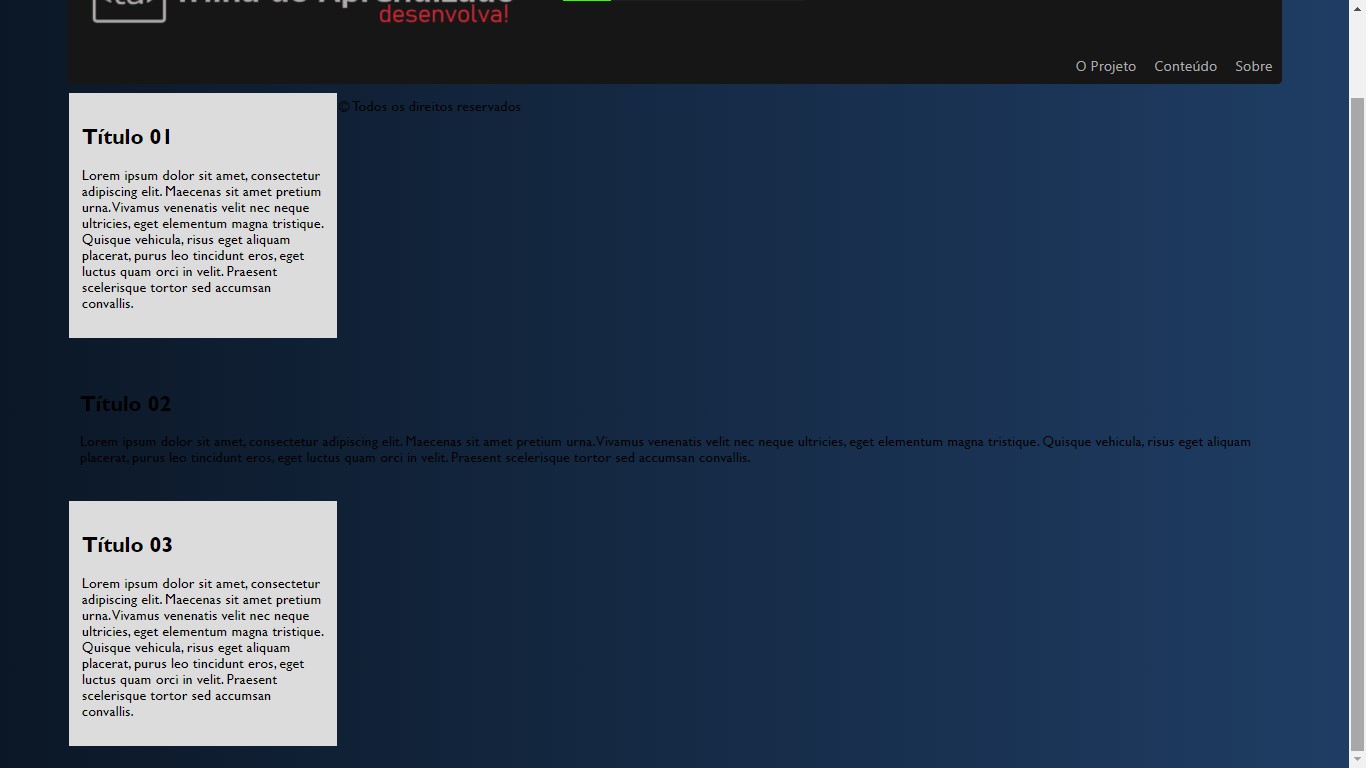 desenvolva!
O Projeto Conteúdo Sobre
© Todos os direitos reservados
Título 01
Lorem ipsum dolor sit amet, consectetur
adipiscing elit. Maecenas sit amet pretium
urna. Vivamus venenatis velit nec neque
ultricies, eget elementum magna tristique.
Quisque vehicula, risus eget aliquam
placerat, purus leo tincidunt eros, eget
luctus quam orci in velit. Praesent
scelerisque tortor sed accumsan
convallis.
Título 02
Lorem ipsum dolor sit amet, consectetur adipiscing elit. Maecenas sit amet pretium urna. Vivamus venenatis velit nec neque ultricies, eget elementum magna tristique. Quisque vehicula, risus eget aliquam
placerat, purus leo tincidunt eros, eget luctus quam orci in velit. Praesent scelerisque tortor sed accumsan convallis.
Título 03
Lorem ipsum dolor sit amet, consectetur
adipiscing elit. Maecenas sit amet pretium
urna. Vivamus venenatis velit nec neque
ultricies, eget elementum magna tristique.
Quisque vehicula, risus eget aliquam
placerat, purus leo tincidunt eros, eget
luctus quam orci in velit. Praesent
scelerisque tortor sed accumsan
convallis.